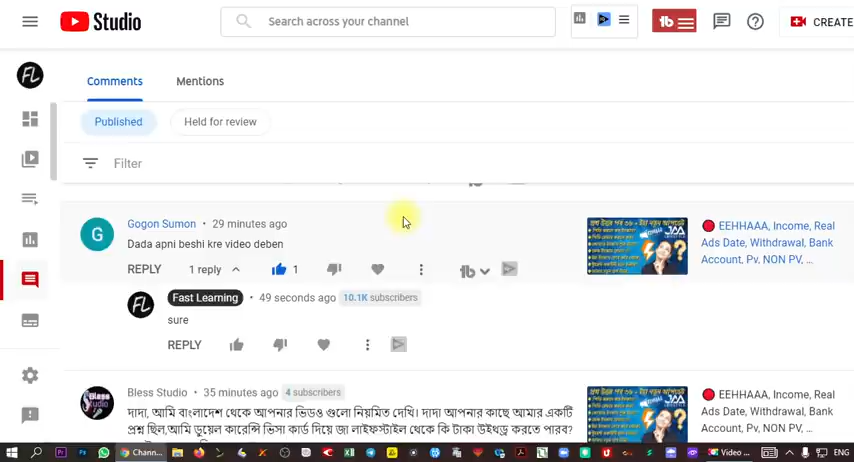 Studio
Search across your channel
CREATE
Comments
Mentions
Published
Held for review
Filter
Gogon Sumon • 29 minutes ago
Dada apni beshi kre video deben
REPLY 1 reply 1
EEHHAAA, Income, Real
Ads Date, Withdrawal, Bank
Account, Pv, NON PV, ...
Fast Learning • 49 seconds ago 10.1K subscribers
sure
REPLY
Bless Studio • 35 minutes ago 4 subscribers
দাদা, আমি বাংলাদেশ থেকে আপনার ভিডও গুলো নিয়মিত দেখি। দাদা আপনার কাছে আমার একটি
প্রশ্ন ছিল,আমি ডুয়েল কারেন্সি ভিসা কার্ড দিয়ে জা লাইফস্টাইল থেকে কি টাকা উইথড্র করতে পারব?
EEHHAAA, Income, Real
Ads Date, Withdrawal, Bank
Account, Pv, NON PV, ...
Chann...
Video ...
ENG